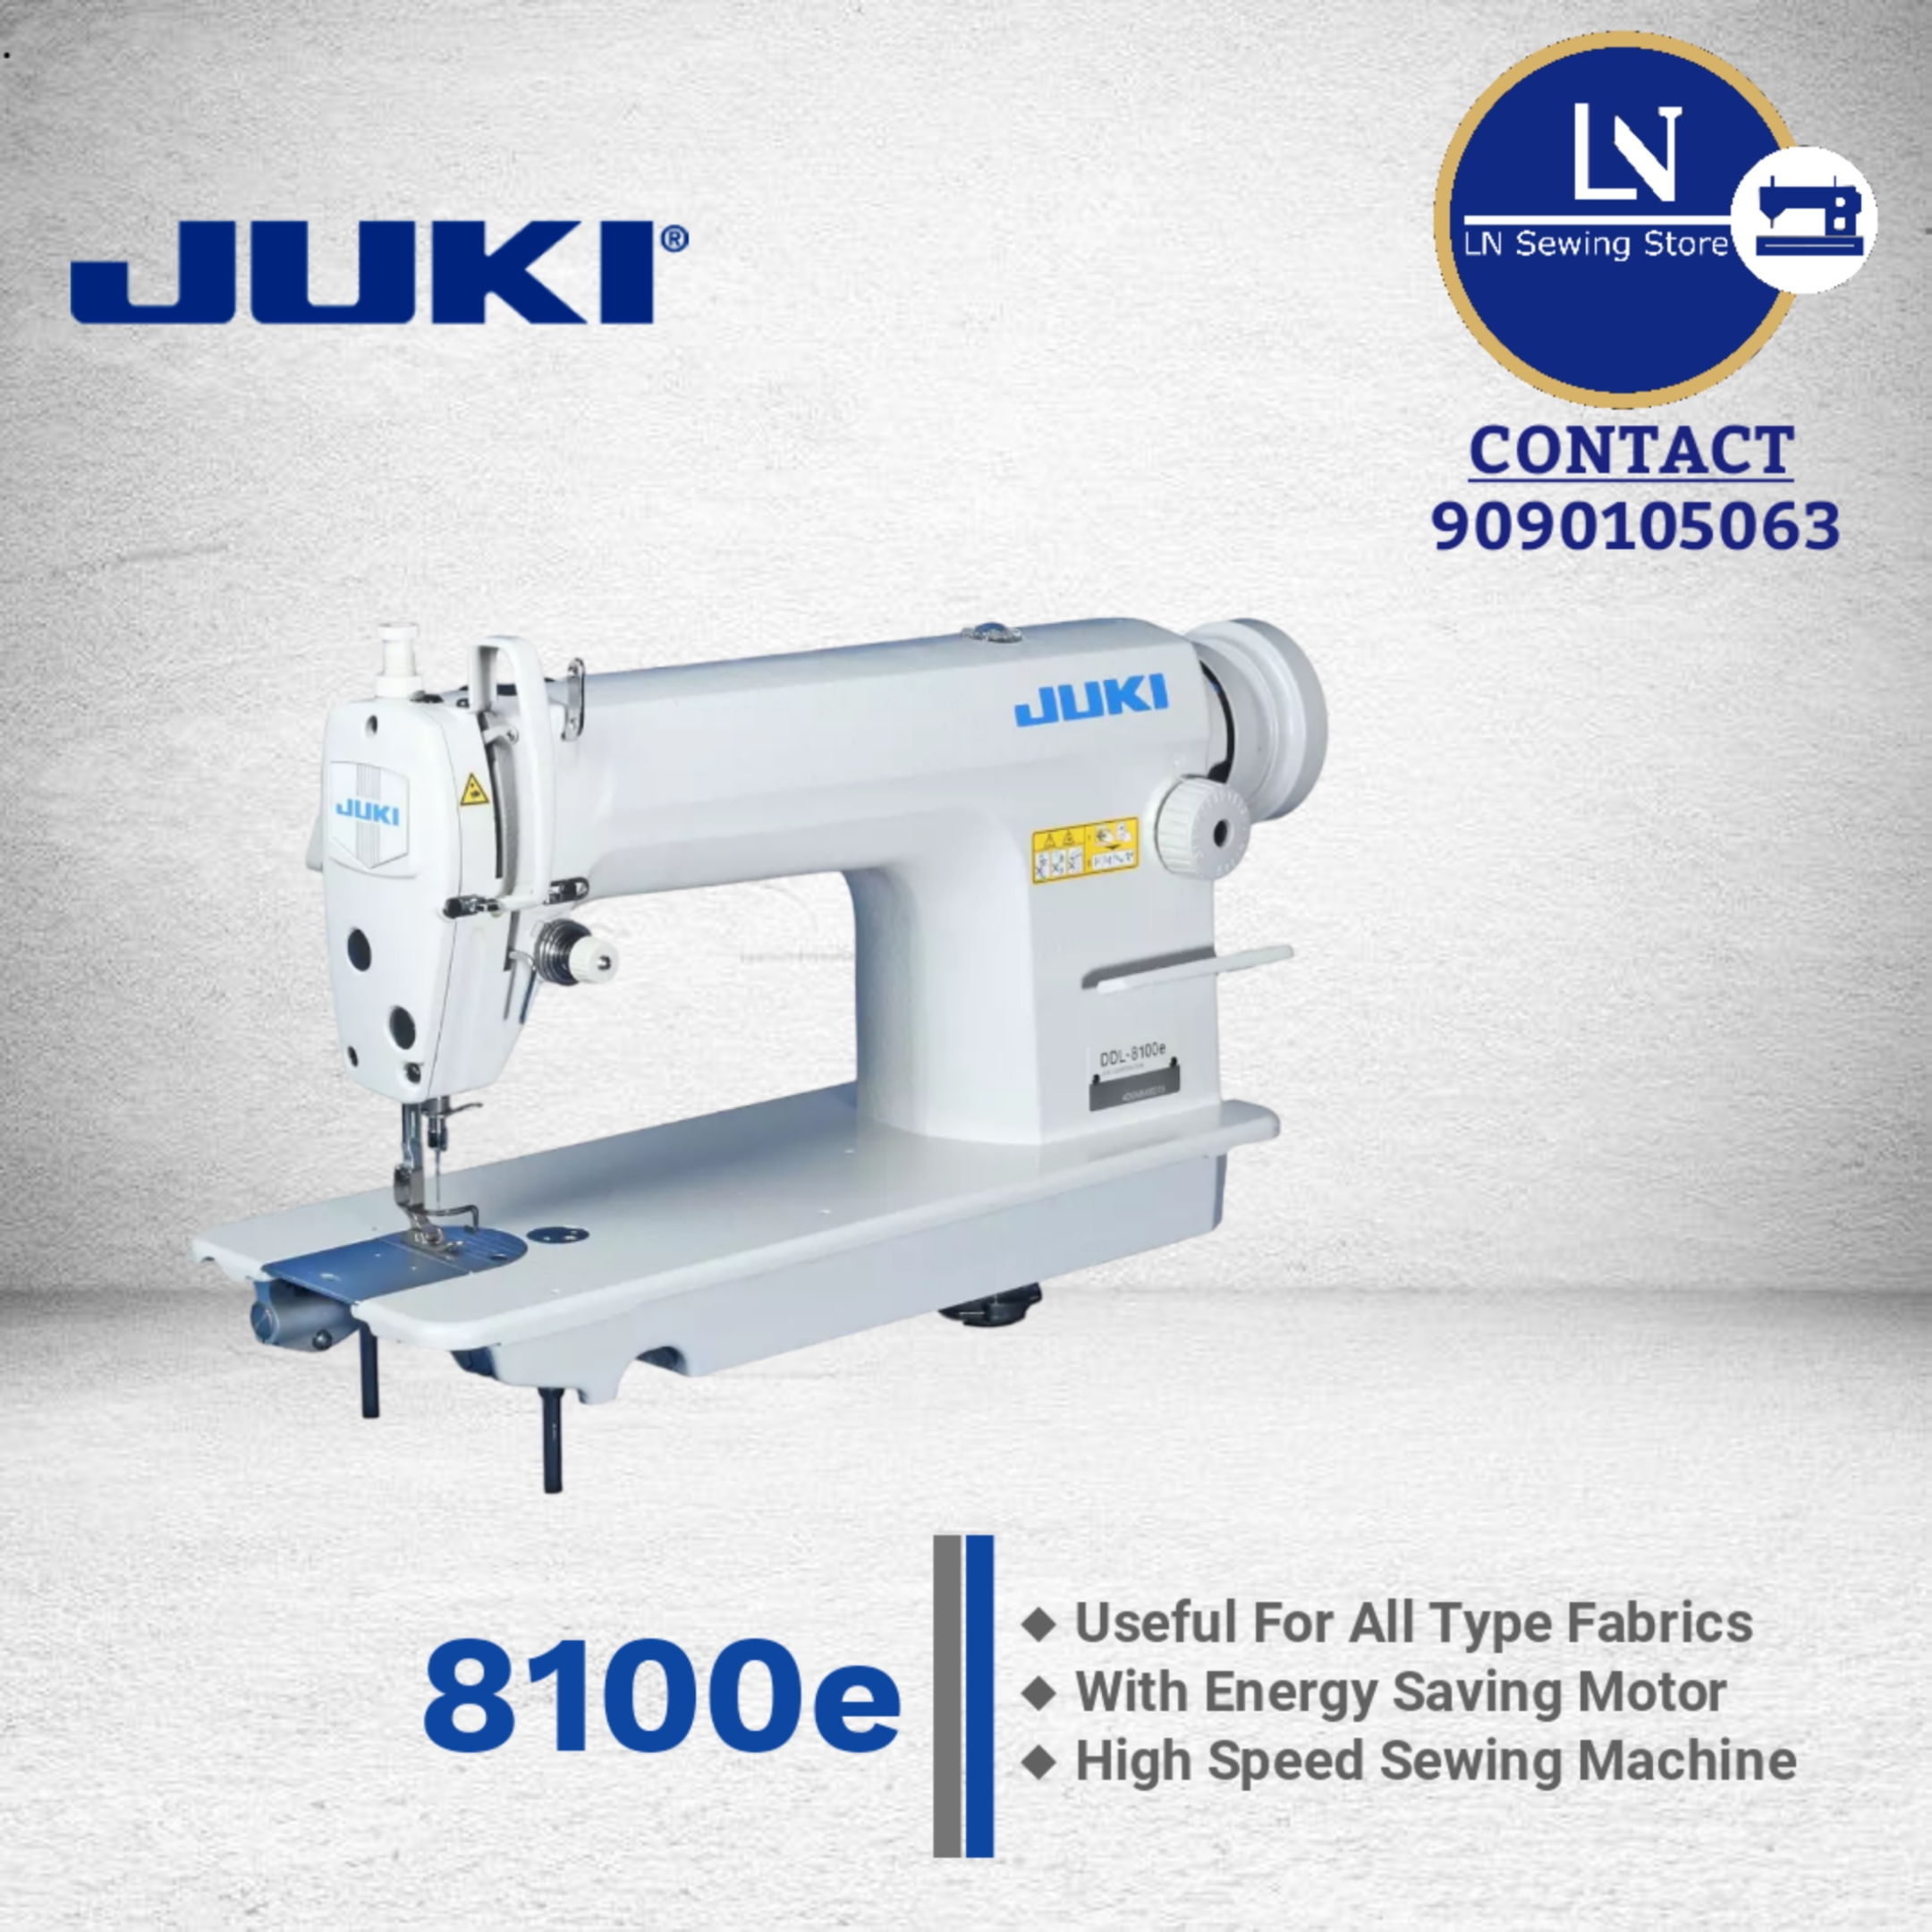 JUKI®
LN
LN Sewing Store
CONTACT
9090105063
JUKI
JUKI
DDL-8100e
8100e
◆ Useful For All Type Fabrics
◆ With Energy Saving Motor
◆ High Speed Sewing Machine